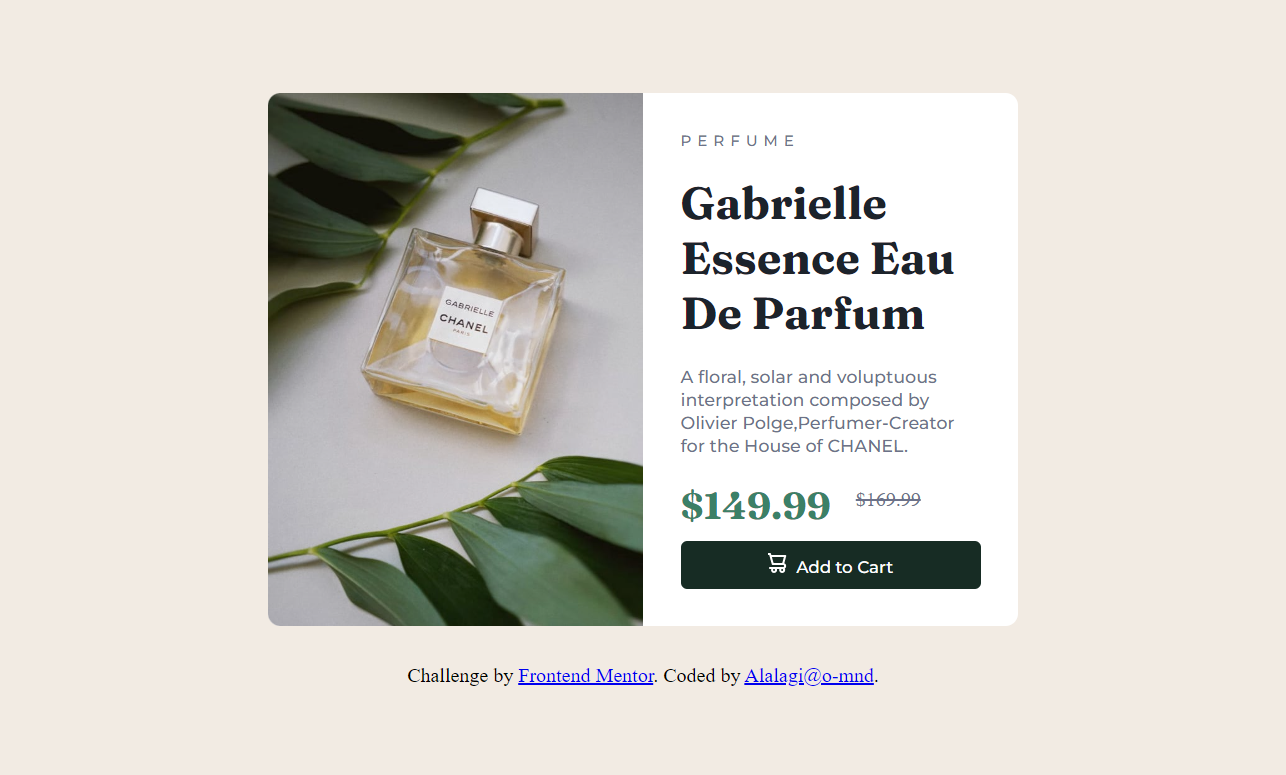 GABRIELLE
CHANEL
PARIS
PERFUME
Gabrielle
Essence Eau
De Parfum
A floral, solar and voluptuous
interpretation composed by
Olivier Polge,Perfumer-Creator
for the House of CHANEL.
$149.99 $169.99
Add to Cart
Challenge by Frontend Mentor. Coded by Alalagi@o-mnd.